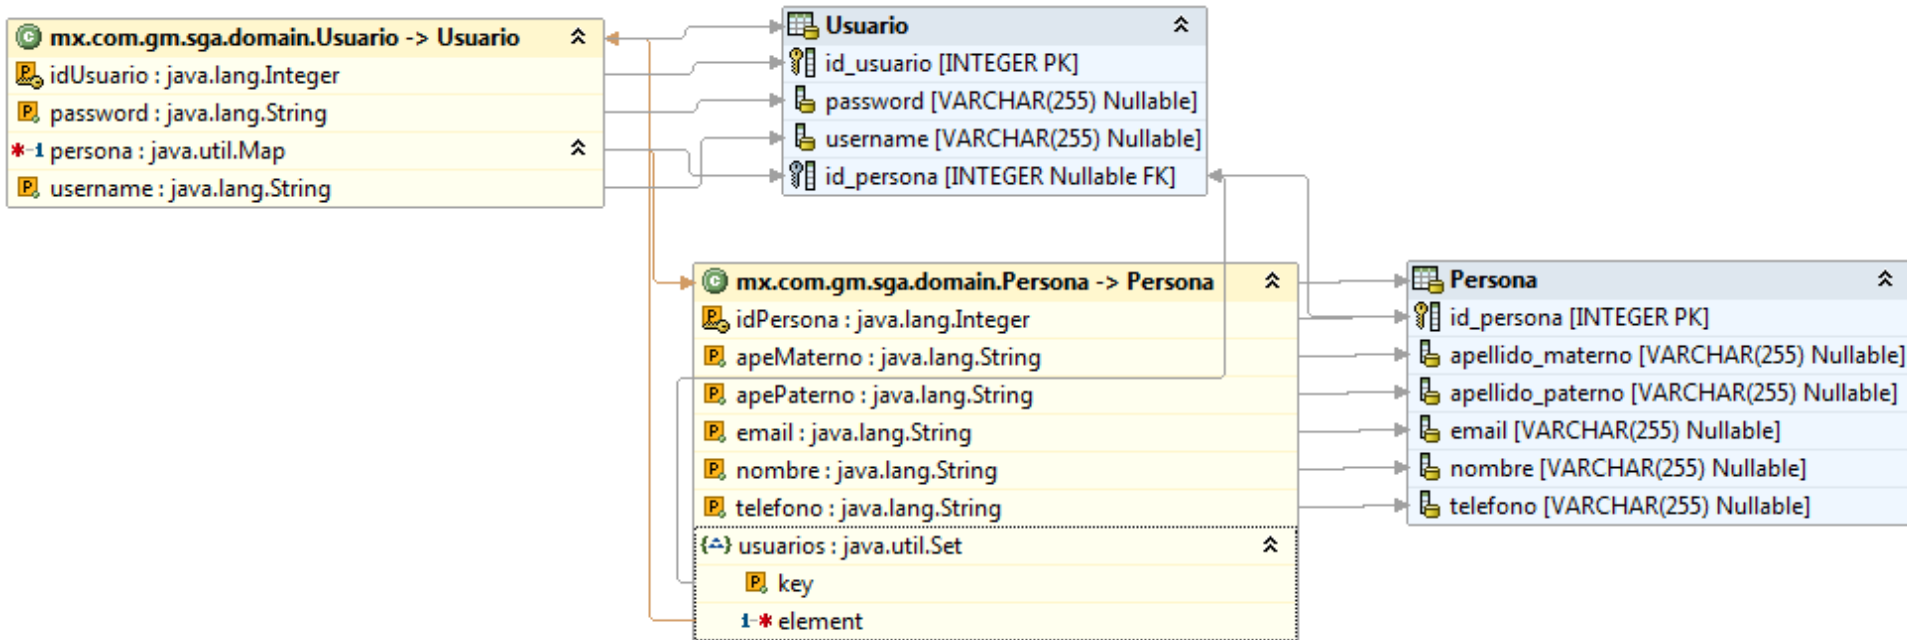 mx.com.gm.sga.domain.Usuario -> Usuario
idUsuario : java.lang.Integer
password : java.lang.String
persona : java.util.Map
username : java.lang.String
Usuario
id_usuario [INTEGER PK]
password [VARCHAR(255) Nullable]
username [VARCHAR(255) Nullable]
id_persona [INTEGER Nullable FK]
mx.com.gm.sga.domain.Persona -> Persona
idPersona : java.lang.Integer
apeMaterno : java.lang.String
apePaterno : java.lang.String
email : java.lang.String
nombre : java.lang.String
telefono : java.lang.String
usuarios : java.util.Set
key
element
Persona
id_persona [INTEGER PK]
apellido_materno [VARCHAR(255) Nullable]
apellido_paterno [VARCHAR(255) Nullable]
email [VARCHAR(255) Nullable]
nombre [VARCHAR(255) Nullable]
telefono [VARCHAR(255) Nullable]